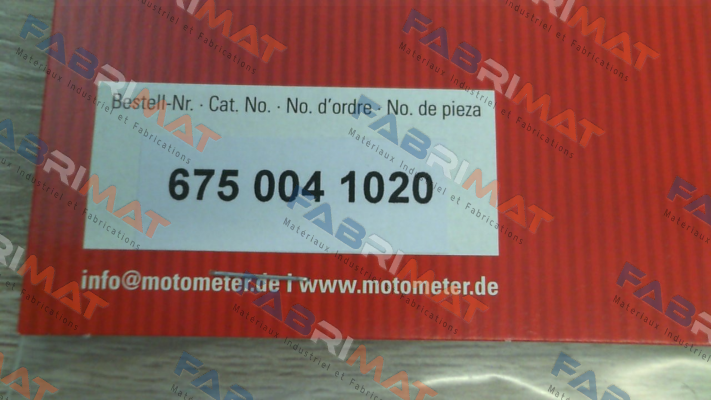 Bestell-Nr. · Cat. No. · No. d'ordre · No. de pieza
675 004 1020
info@motometer.de I www.motometer.de
FABRIMAT
Materiaux Industriel et Fabrications